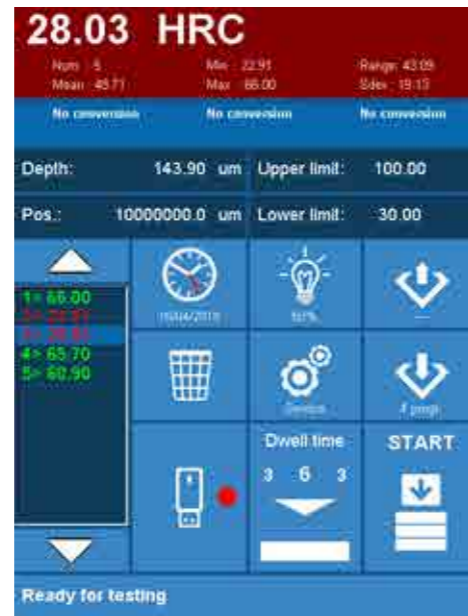 28.03 HRC
Num 5 Min 22.91 Range: 43.09
Mean 48.71 Max 66.00 Sdev 19.13
No conversion No conversion No conversion
Depth: 143.90 um Upper limit: 100.00
Pos.: 10000000.0 um Lower limit: 30.00
1> 66.00
4> 65.70
5> 60.90
Dwell time
START
3 6 3
Ready for testing